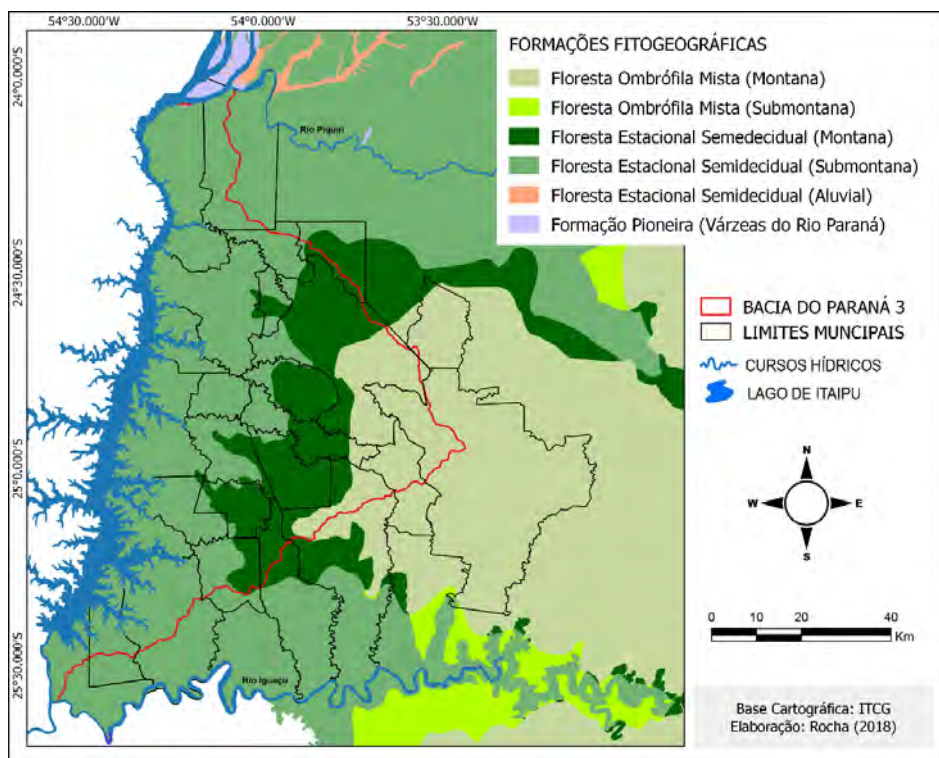 54°30.000'W
54°0.000'W
53°30.000'W
24°0.000'S
24°30.000'S
25°0.000'S
25°30.000'S
Rio Piquiri
Rio Iguaçu
FORMAÇÕES FITOGEOGRÁFICAS
Floresta Ombrófila Mista (Montana)
Floresta Ombrófila Mista (Submontana)
Floresta Estacional Semedecidual (Montana)
Floresta Estacional Semidecidual (Submontana)
Floresta Estacional Semidecidual (Aluvial)
Formação Pioneira (Várzeas do Rio Paraná)
BACIA DO PARANÁ 3
LIMITES MUNCIPAIS
CURSOS HÍDRICOS
LAGO DE ITAIPU
N
W E
S
0 10 20 40
Km
Base Cartográfica: ITCG
Elaboração: Rocha (2018)